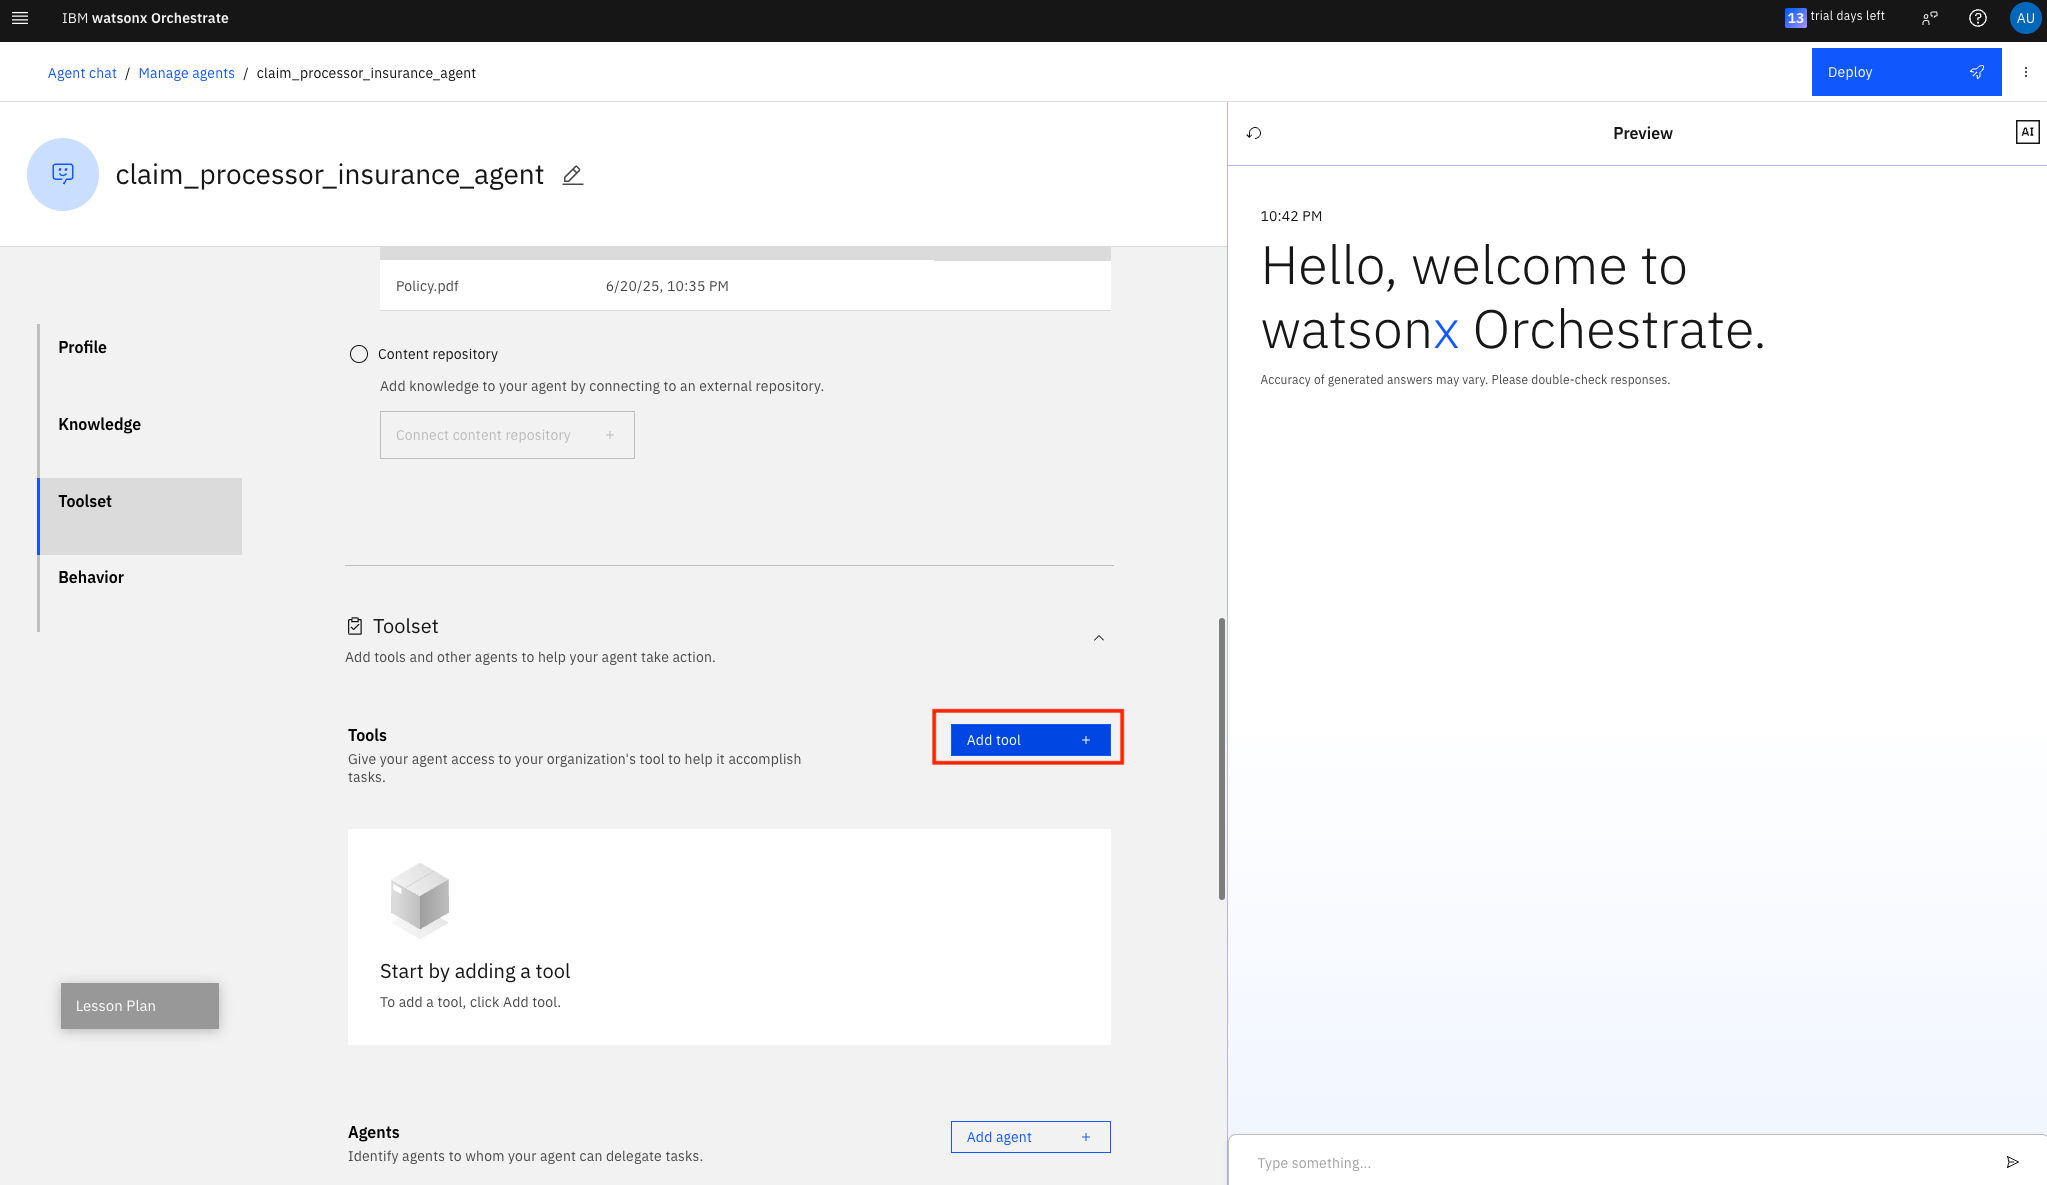 IBM watsonx Orchestrate
13 trial days left
AU
Agent chat / Manage agents / claim_processor_insurance_agent
Deploy
claim_processor_insurance_agent
Profile
Knowledge
Toolset
Behavior
Lesson Plan
Policy.pdf 6/20/25, 10:35 PM
Content repository
Add knowledge to your agent by connecting to an external repository.
Connect content repository +
Toolset
Add tools and other agents to help your agent take action.
Tools
Give your agent access to your organization's tool to help it accomplish
tasks.
Add tool +
Start by adding a tool
To add a tool, click Add tool.
Agents
Identify agents to whom your agent can delegate tasks.
Add agent +
Preview
AI
10:42 PM
Hello, welcome to
watsonx Orchestrate.
Accuracy of generated answers may vary. Please double-check responses.
Type something...